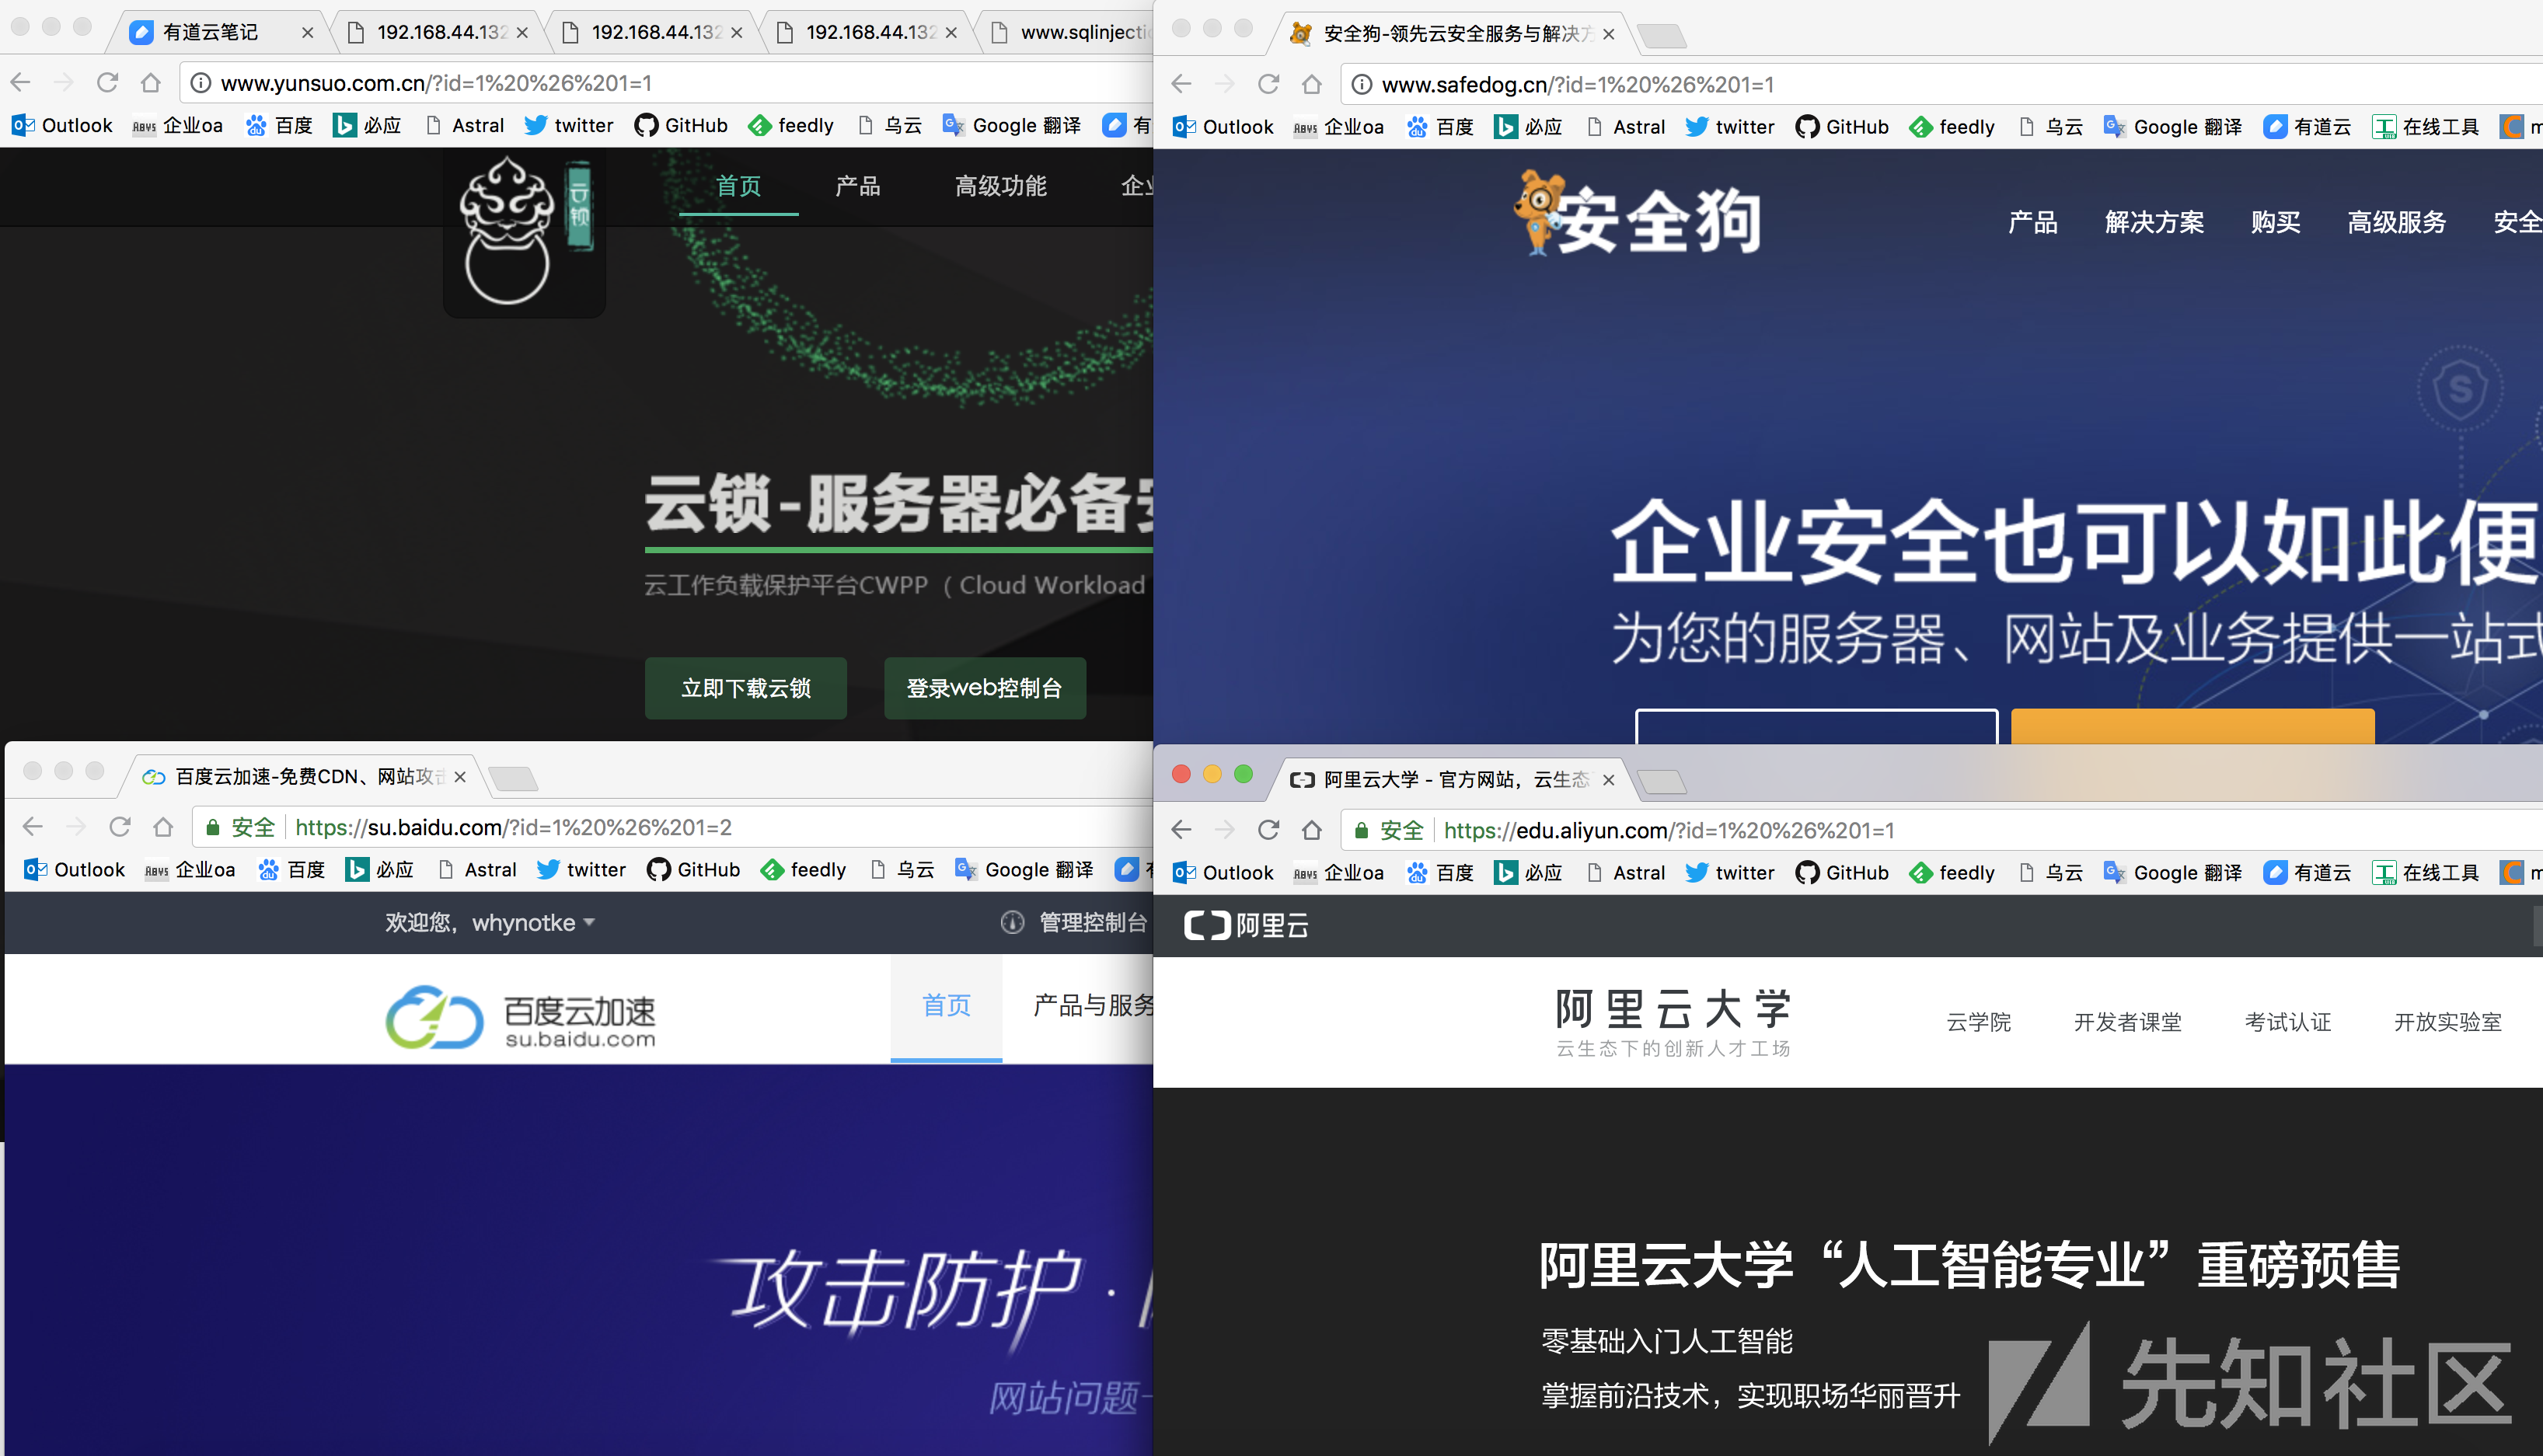 有道云笔记
192.168.44.132
192.168.44.132
192.168.44.132
www.sqlinjecti
www.yunsuo.com.cn/?id=1%20%26%201=1
Outlook 企业oa 百度 必应 Astral twitter GitHub feedly 乌云 Google 翻译 有
云锁
首页 产品 高级功能 企业
云锁-服务器必备安
云工作负载保护平台CWPP（Cloud Workload
立即下载云锁 登录web控制台
安全狗-领先云安全服务与解决方
www.safedog.cn/?id=1%20%26%201=1
Outlook 企业oa 百度 必应 Astral twitter GitHub feedly 乌云 Google 翻译 有道云 在线工具 m
安全狗
产品 解决方案 购买 高级服务 安全
企业安全也可以如此便
为您的服务器、网站及业务提供一站式
百度云加速-免费CDN、网站攻击
安全 https://su.baidu.com/?id=1%20%26%201=2
Outlook 企业oa 百度 必应 Astral twitter GitHub feedly 乌云 Google 翻译 有
欢迎您，whynotke 管理控制台
百度云加速
su.baidu.com
首页 产品与服务
攻击防护 ·
网站问题一
阿里云大学 - 官方网站，云生态
安全 https://edu.aliyun.com/?id=1%20%26%201=1
Outlook 企业oa 百度 必应 Astral twitter GitHub feedly 乌云 Google 翻译 有道云 在线工具 m
阿里云
阿里云大学
云生态下的创新人才工场
云学院 开发者课堂 考试认证 开放实验室
阿里云大学“人工智能专业”重磅预售
零基础入门人工智能
掌握前沿技术，实现职场华丽晋升
先知社区